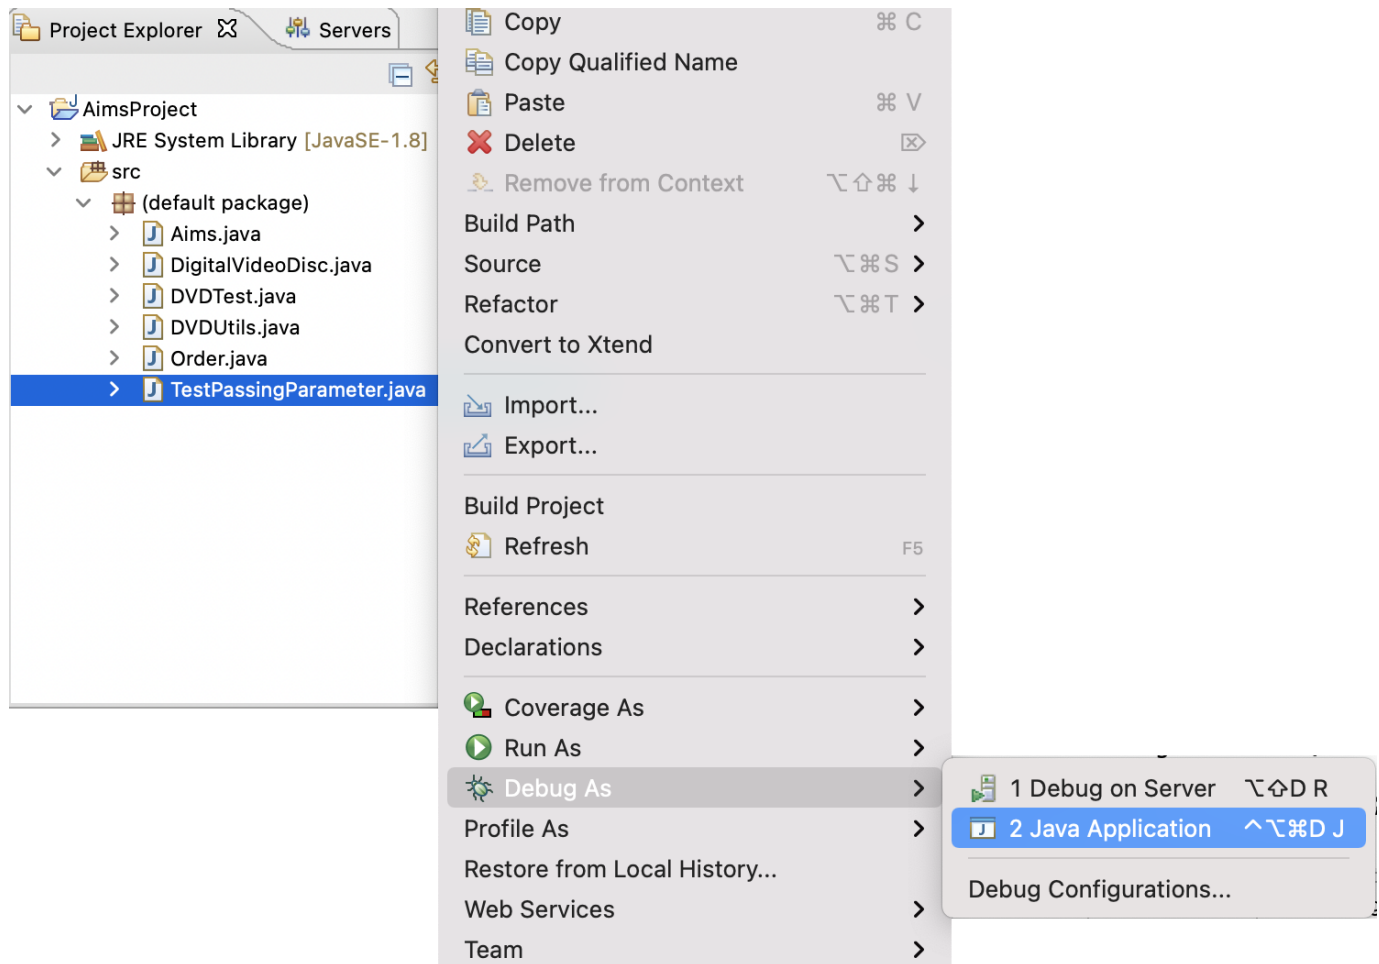 Project Explorer
Servers
AimsProject
JRE System Library [JavaSE-1.8]
src
(default package)
Aims.java
DigitalVideoDisc.java
DVDTest.java
DVDUtils.java
Order.java
TestPassingParameter.java
Copy ⌘ C
Copy Qualified Name
Paste ⌘ V
Delete ⌦
Remove from Context ⌥⇧⌘↓
Build Path
Source ⌥⌘S
Refactor ⌥⌘T
Convert to Xtend
Import...
Export...
Build Project
Refresh F5
References
Declarations
Coverage As
Run As
Debug As
Profile As
Restore from Local History...
Web Services
Team
1 Debug on Server ⌥⇧D R
2 Java Application ^⌥⌘D J
Debug Configurations...